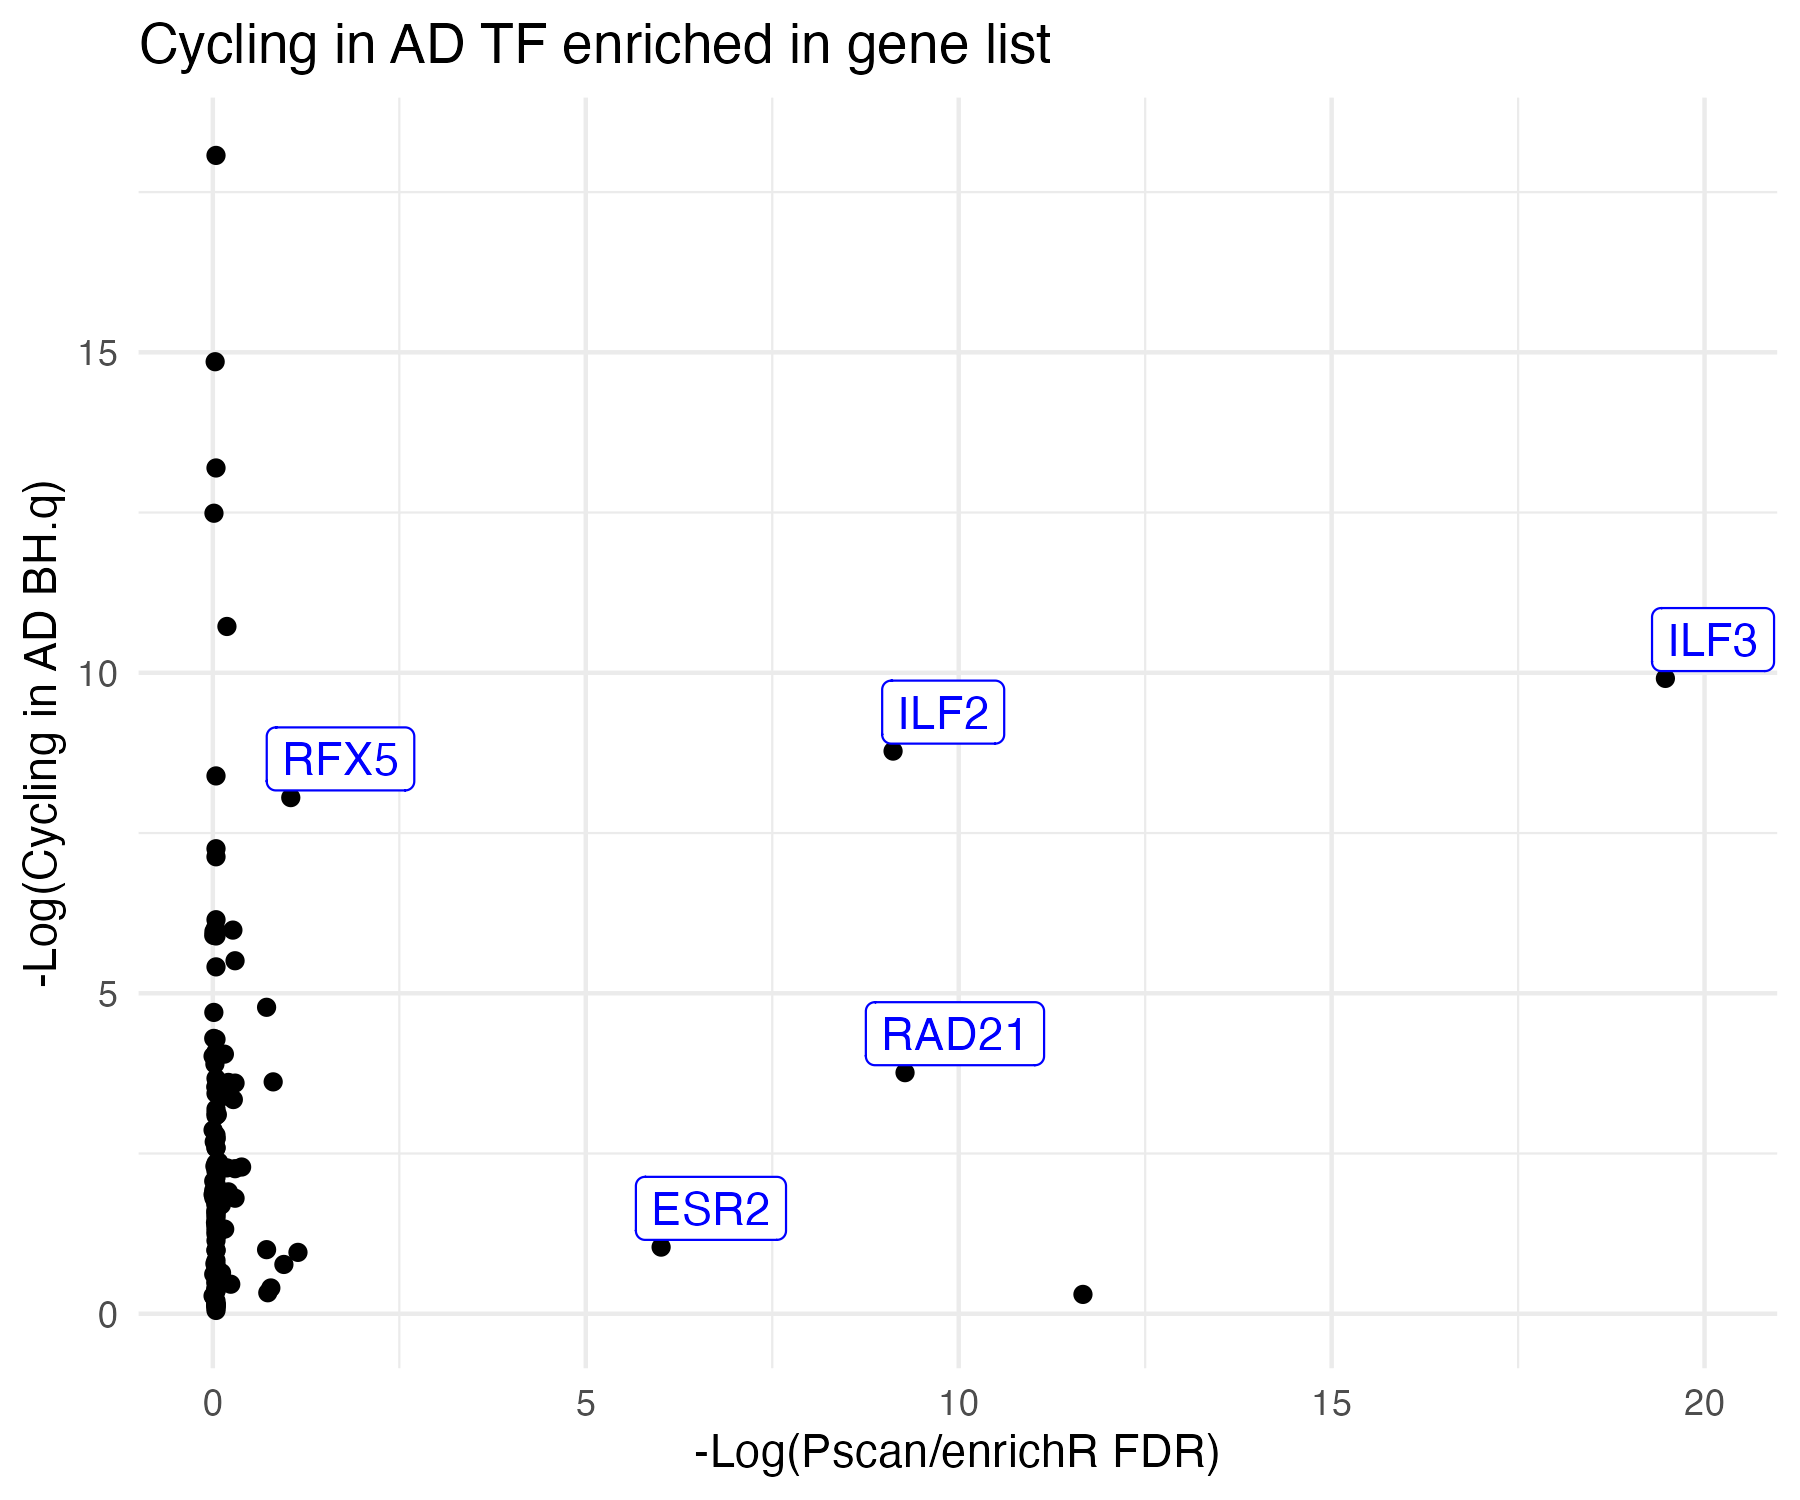 Cycling in AD TF enriched in gene list
-Log(Cycling in AD BH.q)
15
10
5
0
ILF3
ILF2
RFX5
RAD21
ESR2
0 5 10 15 20
-Log(Pscan/enrichR FDR)